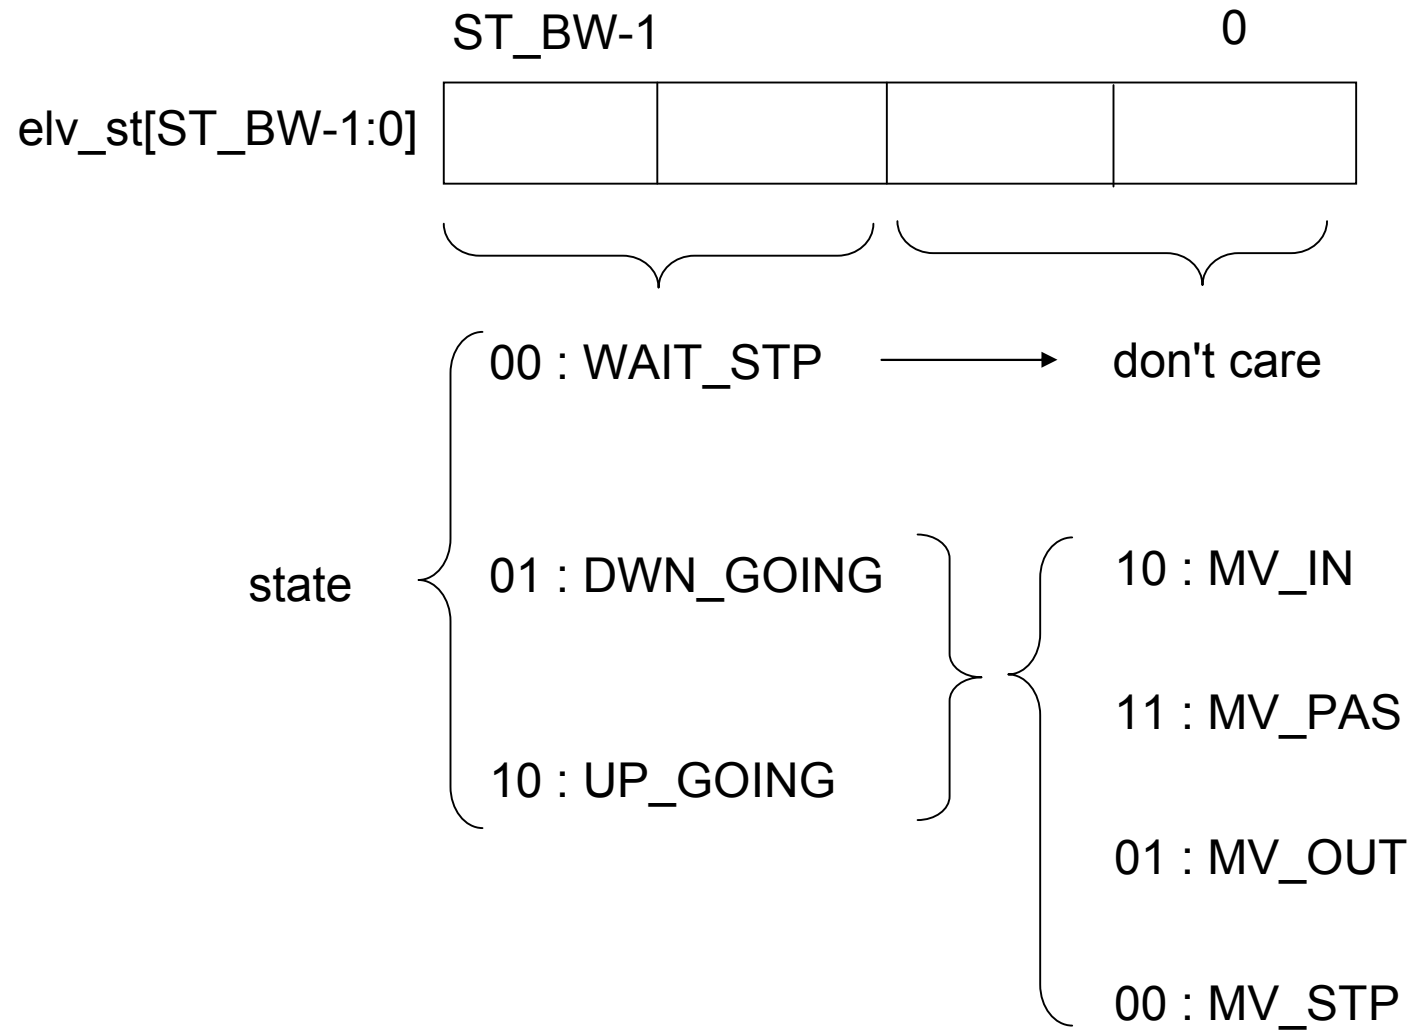 ST_BW-1 0
elv_st[ST_BW-1:0]
00 : WAIT_STP don't care
state
01 : DWN_GOING
10 : UP_GOING
10 : MV_IN
11 : MV_PAS
01 : MV_OUT
00 : MV_STP